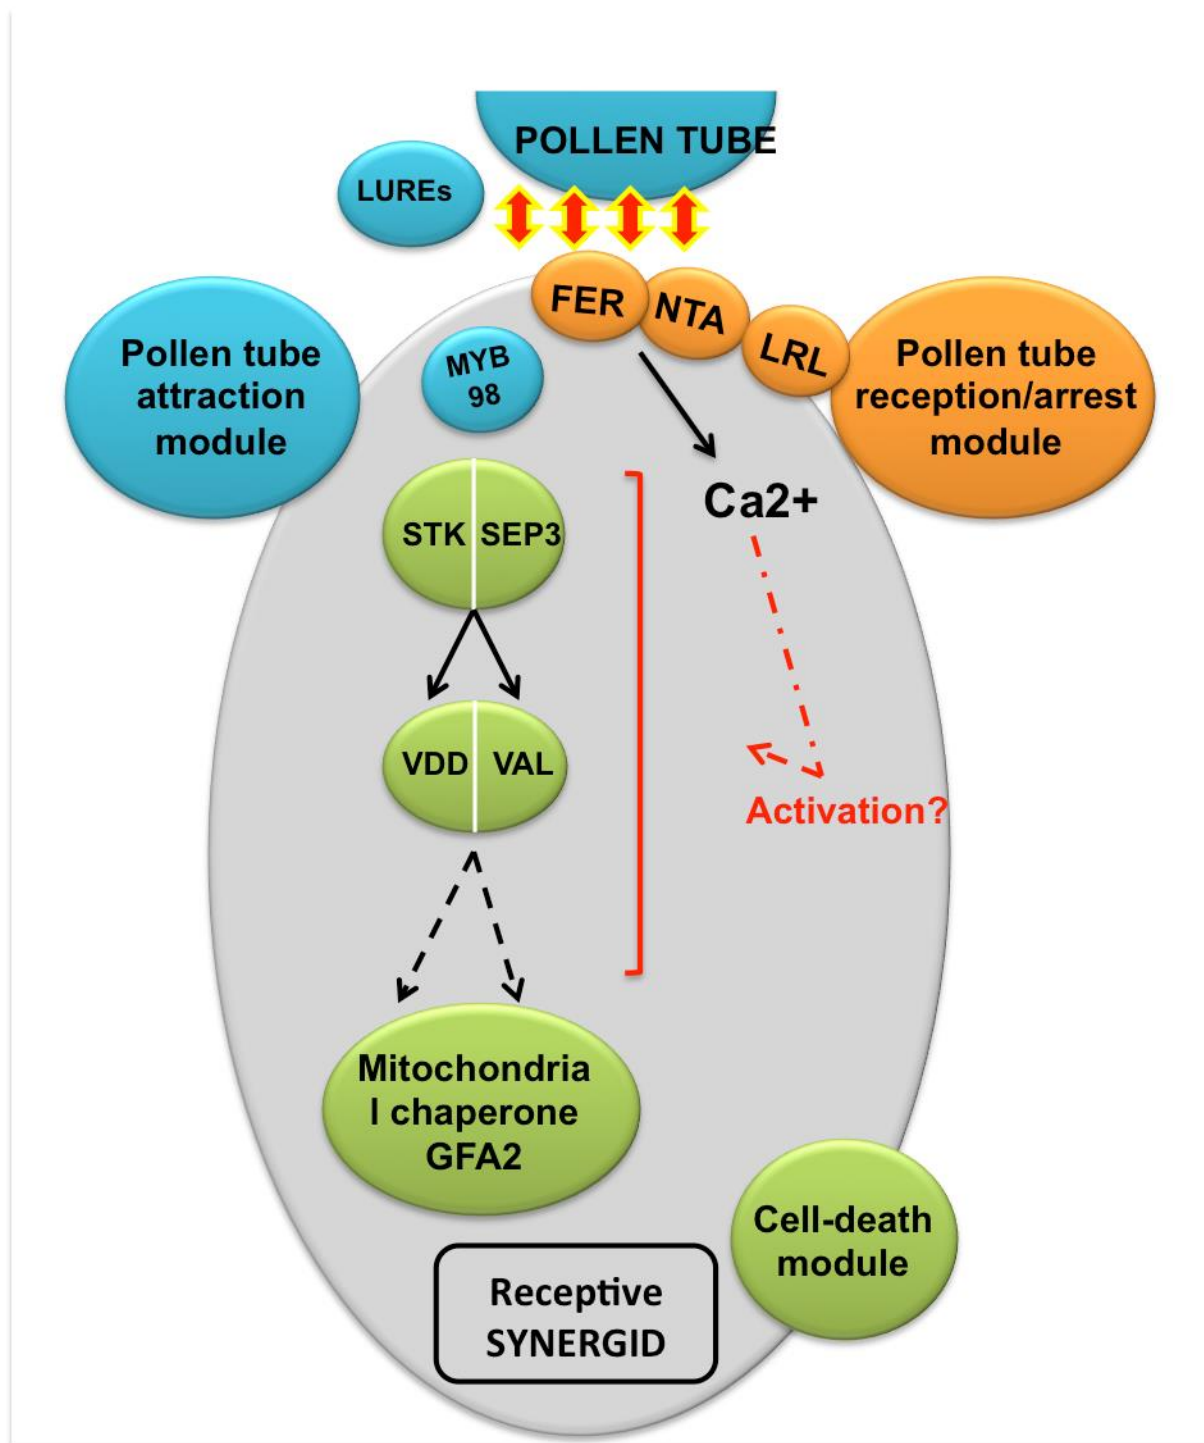 POLLEN TUBE
LUREs
FER
NTA
LRL
MYB
98
Pollen tube
attraction
module
Pollen tube
reception/arrest
module
Ca2+
STK
SEP3
VDD
VAL
Activation?
Mitochondria
l chaperone
GFA2
Cell-death
module
Receptive
SYNERGID